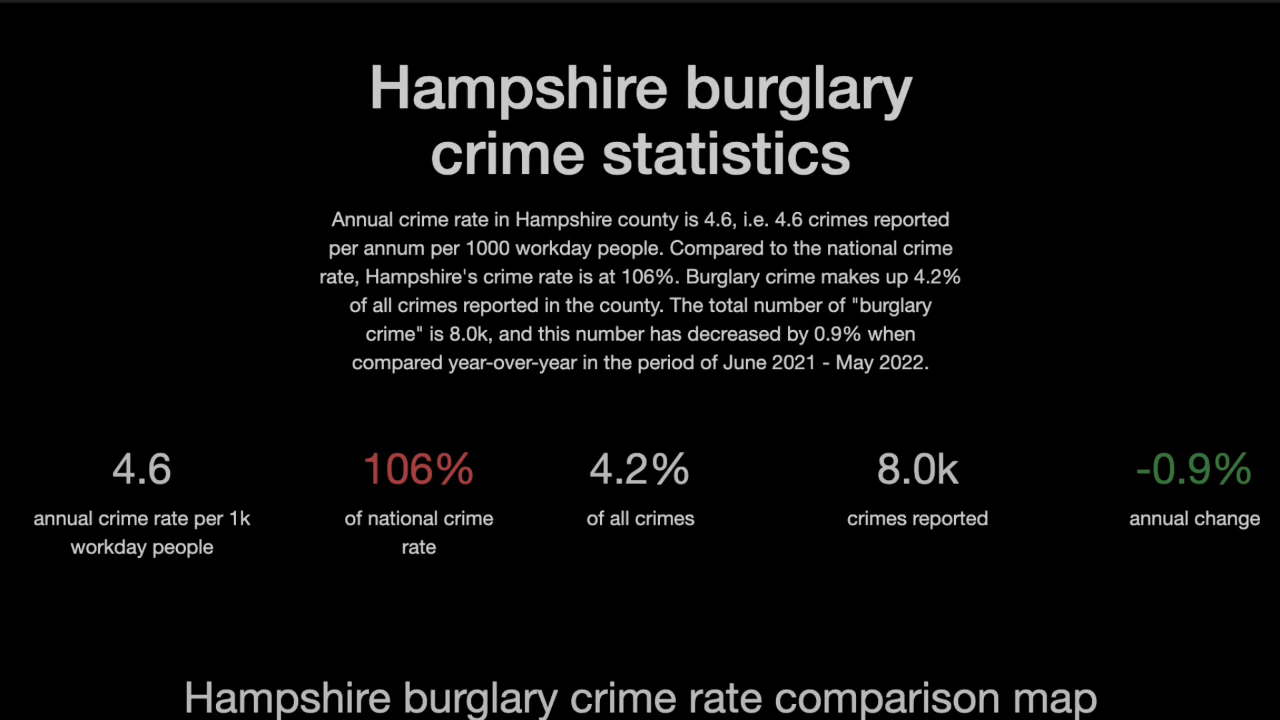 Hampshire burglary
crime statistics
Annual crime rate in Hampshire county is 4.6, i.e. 4.6 crimes reported
per annum per 1000 workday people. Compared to the national crime
rate, Hampshire's crime rate is at 106%. Burglary crime makes up 4.2%
of all crimes reported in the county. The total number of "burglary
crime" is 8.0k, and this number has decreased by 0.9% when
compared year-over-year in the period of June 2021 - May 2022.
4.6
annual crime rate per 1k
workday people
106%
of national crime
rate
4.2%
of all crimes
8.0k
crimes reported
-0.9%
annual change
Hampshire burglary crime rate comparison map